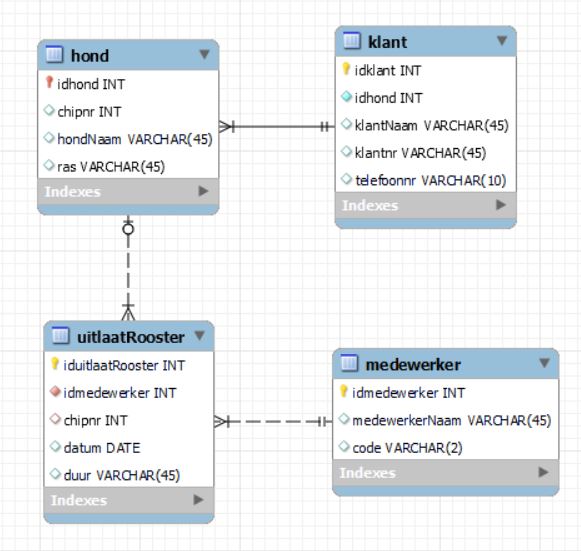 hond
idhond INT
chipnr INT
hondNaam VARCHAR(45)
ras VARCHAR(45)
Indexes
klant
idklant INT
idhond INT
klantNaam VARCHAR(45)
klantnr VARCHAR(45)
telefoonnr VARCHAR(10)
Indexes
uitlaatRooster
iduitlaatRooster INT
idmedewerker INT
chipnr INT
datum DATE
duur VARCHAR(45)
Indexes
medewerker
idmedewerker INT
medewerkerNaam VARCHAR(45)
code VARCHAR(2)
Indexes